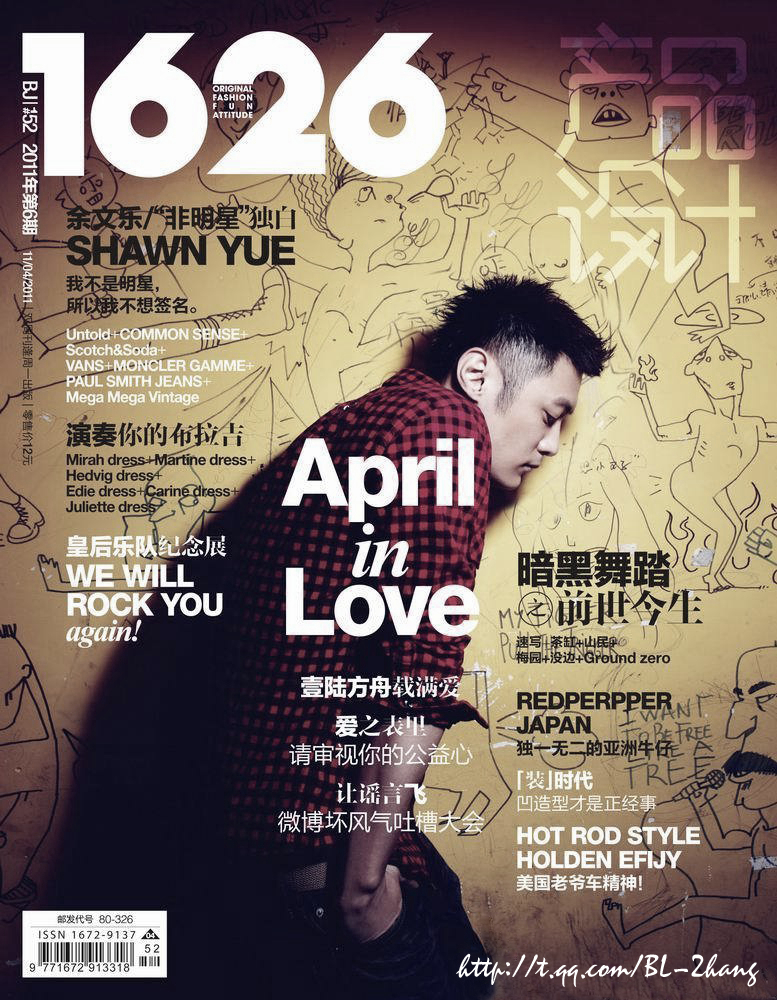 1626
ORIGINAL
FASHION
FUN
ATTITUDE
产品
设计
BJ #52 2011年第6期 11/04/2011
零售价12元
余文乐/“非明星”独白
SHAWN YUE
我不是明星，
所以我不想签名。
Untold+COMMON SENSE+
Scotch&Soda+
VANS+MONCLER GAMME+
PAUL SMITH JEANS+
Mega Mega Vintage
演奏你的布拉吉
Mirah dress+Martine dress+
Hedvig dress+
Edie dress+Carine dress+
Juliette dress
皇后乐队纪念展
WE WILL
ROCK YOU
again!
April
in
Love
壹陆方舟载满爱
爱之表里
请审视你的公益心
让谣言飞
微博坏风气吐槽大会
暗黑舞踏
之前世今生
速写+茶缸+山民+
梅园+没边+Ground zero
REDPERPPER
JAPAN
独一无二的亚洲牛仔
「装」时代
凹造型才是正经事
HOT ROD STYLE
HOLDEN EFIJY
美国老爷车精神！
I WANT
TO BE FREE
LIKE A
TREE
邮发代号 80-326
ISSN 1672-9137
04
52
9 771672 913318
http://t.qq.com/BL-Zhang